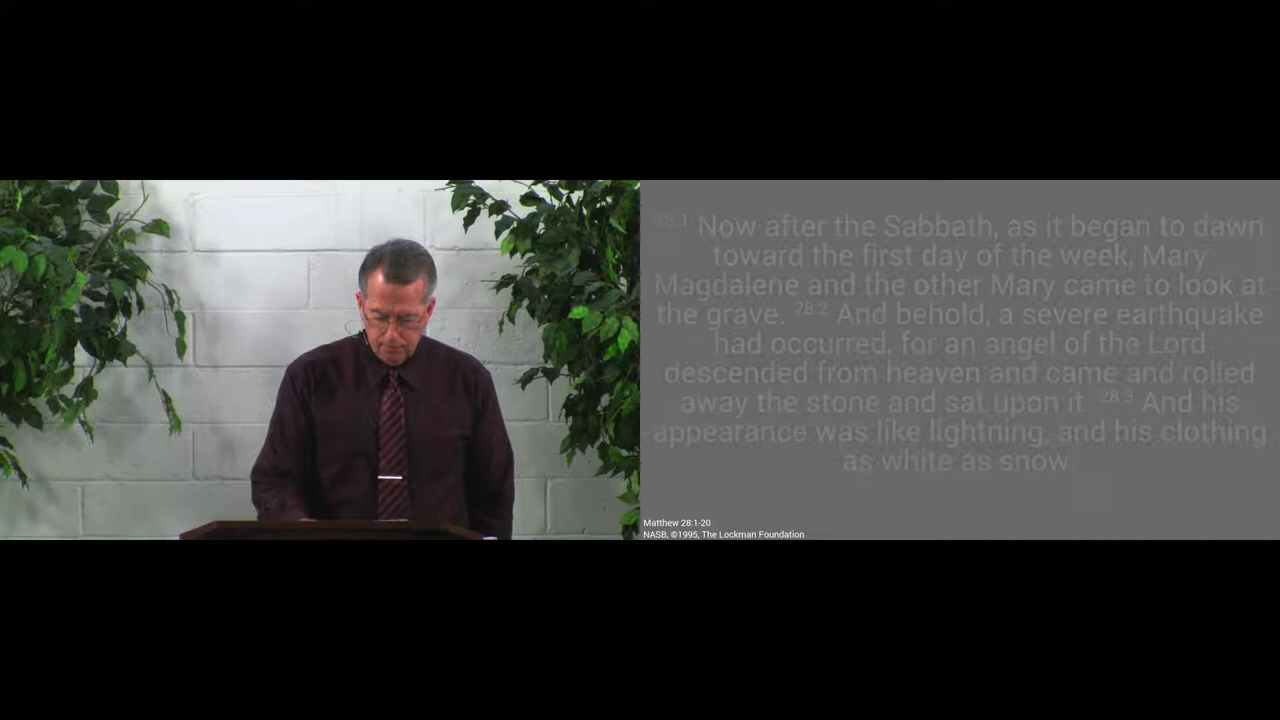 28:1 Now after the Sabbath, as it began to dawn
toward the first day of the week, Mary
Magdalene and the other Mary came to look at
the grave. 28:2 And behold, a severe earthquake
had occurred, for an angel of the Lord
descended from heaven and came and rolled
away the stone and sat upon it. 28:3 And his
appearance was like lightning, and his clothing
as white as snow.
Matthew 28:1-20
NASB, ©1995, The Lockman Foundation